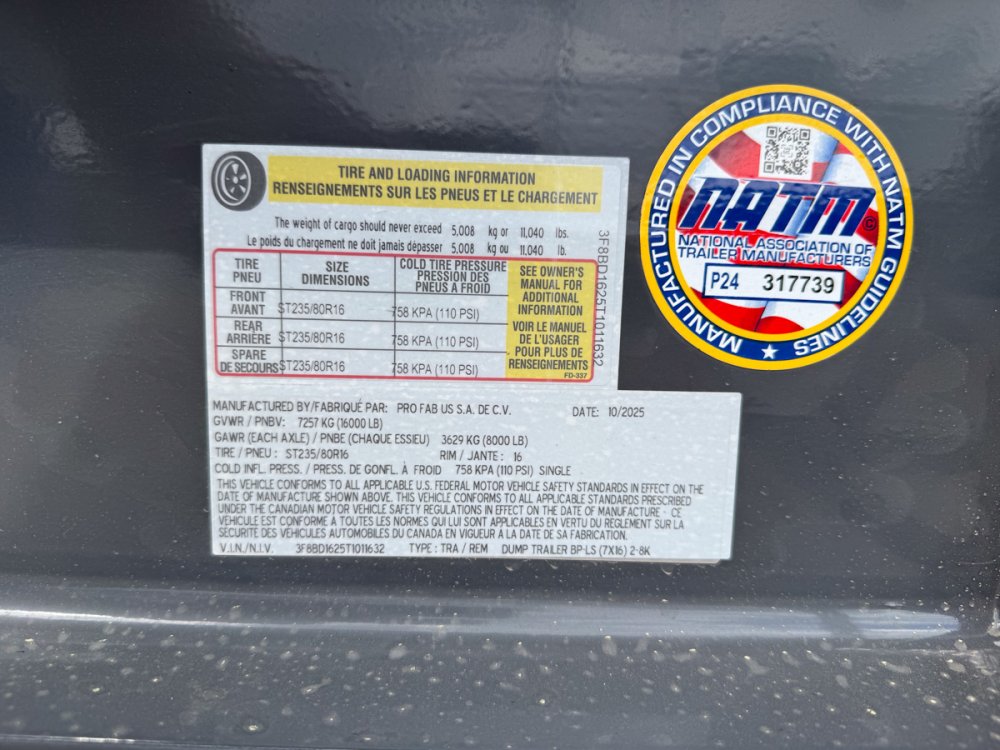 TIRE AND LOADING INFORMATION
RENSEIGNEMENTS SUR LES PNEUS ET LE CHARGEMENT
The weight of cargo should never exceed 5,008 kg or 11,040 lbs.
Le poids du chargement ne doit jamais dépasser 5,008 kg ou 11,040 lb.
TIRE PNEU
SIZE DIMENSIONS
COLD TIRE PRESSURE PRESSION DES PNEUS A FROID
SEE OWNER'S MANUAL FOR ADDITIONAL INFORMATION
VOIR LE MANUEL DE L'USAGER POUR PLUS DE RENSEIGNEMENTS
FD-337
FRONT AVANT ST235/80R16 758 KPA (110 PSI)
REAR ARRIÈRE ST235/80R16 758 KPA (110 PSI)
SPARE DE SECOURS ST235/80R16 758 KPA (110 PSI)
3F8BD1625T1011632
MANUFACTURED BY/FABRIQUÉ PAR: PRO FAB US S.A. DE C.V. DATE: 10/2025
GVWR / PNBV: 7257 KG (16000 LB)
GAWR (EACH AXLE) / PNBE (CHAQUE ESSIEU) 3629 KG (8000 LB)
TIRE / PNEU : ST235/80R16 RIM / JANTE : 16
COLD INFL. PRESS. / PRESS. DE GONFL. À FROID 758 KPA (110 PSI) SINGLE
THIS VEHICLE CONFORMS TO ALL APPLICABLE U.S. FEDERAL MOTOR VEHICLE SAFETY STANDARDS IN EFFECT ON THE
DATE OF MANUFACTURE SHOWN ABOVE. THIS VEHICLE CONFORMS TO ALL APPLICABLE STANDARDS PRESCRIBED
UNDER THE CANADIAN MOTOR VEHICLE SAFETY REGULATIONS IN EFFECT ON THE DATE OF MANUFACTURE - CE
VÉHICULE EST CONFORME À TOUTES LES NORMES QUI LUI SONT APPLICABLES EN VERTU DU RÈGLEMENT SUR LA
SÉCURITÉ DES VÉHICULES AUTOMOBILES DU CANADA EN VIGUEUR À LA DATE DE SA FABRICATION.
V.I.N./N.I.V. 3F8BD1625T1011632 TYPE : TRA / REM DUMP TRAILER BP-LS (7X16) 2-8K
MANUFACTURED IN COMPLIANCE WITH NATM GUIDELINES
NATM©
NATIONAL ASSOCIATION OF
TRAILER MANUFACTURERS
P24 317739